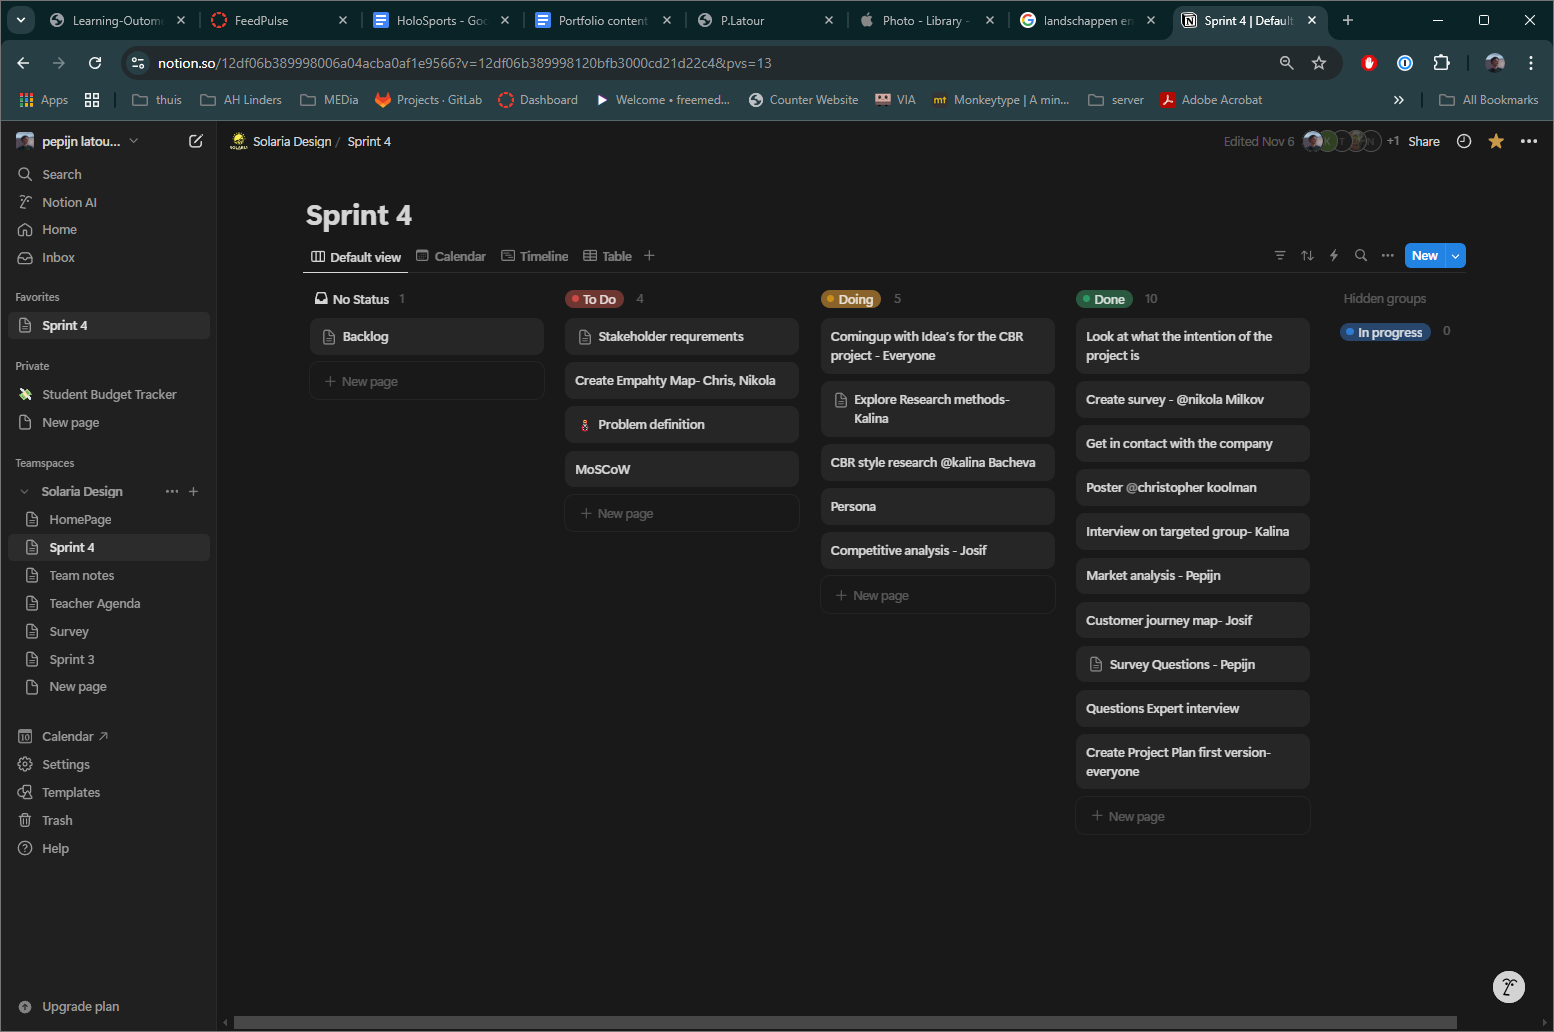 Learning-Outom
FeedPulse
HoloSports - Goo
Portfolio content
P.Latour
Photo - Library -
landschappen en
Sprint 4 | Default
notion.so/12df06b389998006a04acba0af1e9566?v=12df06b389998120bfb3000cd21d22c4&pvs=13
Apps
thuis
AH Linders
MEDia
Projects · GitLab
Dashboard
Welcome • freemed...
Counter Website
VIA
mt Monkeytype | A min...
server
Adobe Acrobat
All Bookmarks
pepijn latou...
Solaria Design / Sprint 4
Edited Nov 6
K
T
N
+1
Share
Search
Notion AI
Home
Inbox
Favorites
Sprint 4
Private
Student Budget Tracker
New page
Teamspaces
Solaria Design
HomePage
Sprint 4
Team notes
Teacher Agenda
Survey
Sprint 3
New page
Calendar
Settings
Templates
Trash
Help
Upgrade plan
Sprint 4
Default view
Calendar
Timeline
Table
New
No Status 1
Backlog
New page
To Do 4
Stakeholder requrements
Create Empahty Map- Chris, Nikola
Problem definition
MoSCoW
New page
Doing 5
Comingup with Idea's for the CBR
project - Everyone
Explore Research methods-
Kalina
CBR style research @kalina Bacheva
Persona
Competitive analysis - Josif
New page
Done 10
Look at what the intention of the
project is
Create survey - @nikola Milkov
Get in contact with the company
Poster @christopher koolman
Interview on targeted group- Kalina
Market analysis - Pepijn
Customer journey map- Josif
Survey Questions - Pepijn
Questions Expert interview
Create Project Plan first version-
everyone
New page
Hidden groups
In progress 0